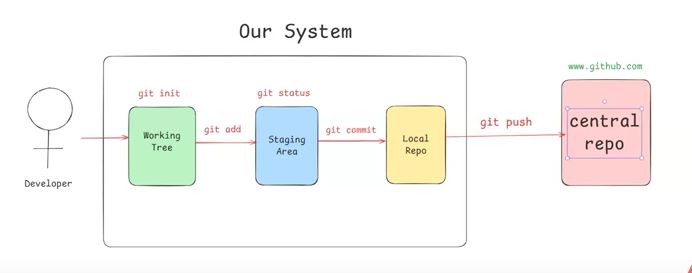 Our System
www.github.com
git init
git status
Working
Tree
git add
Staging
Area
git commit
Local
Repo
git push
central
repo
Developer